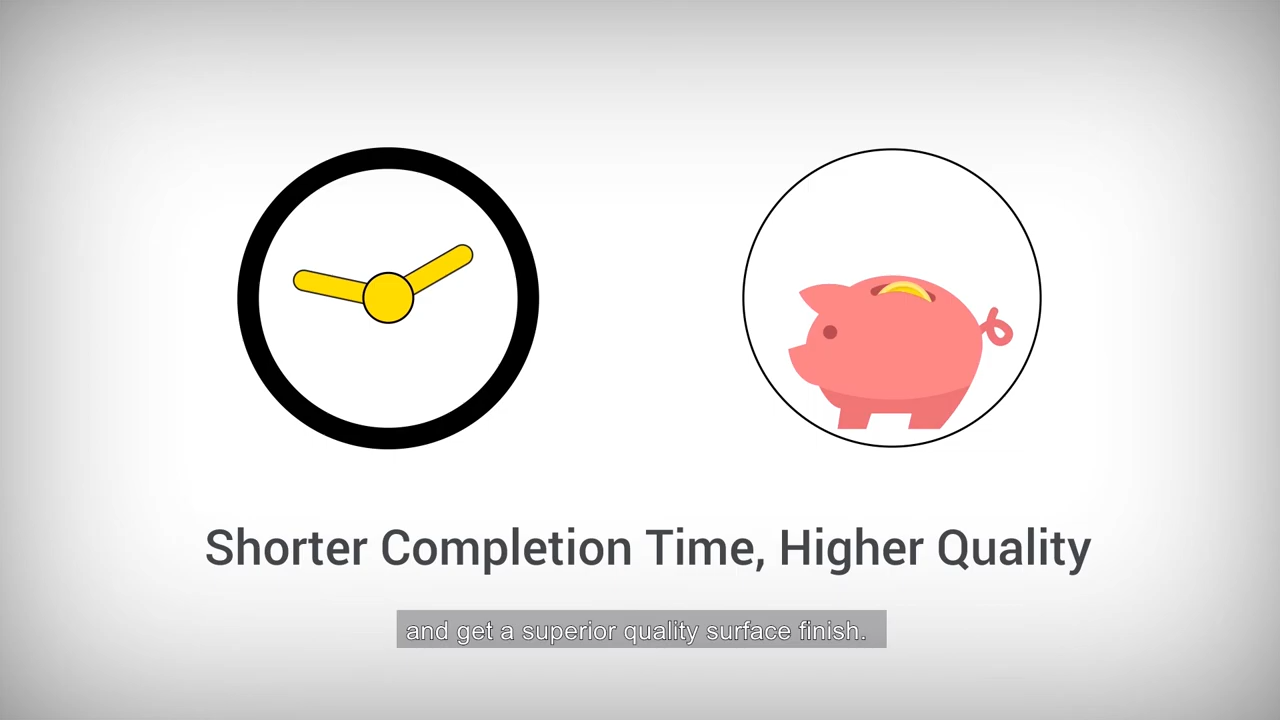 Shorter Completion Time, Higher Quality
and get a superior quality surface finish.